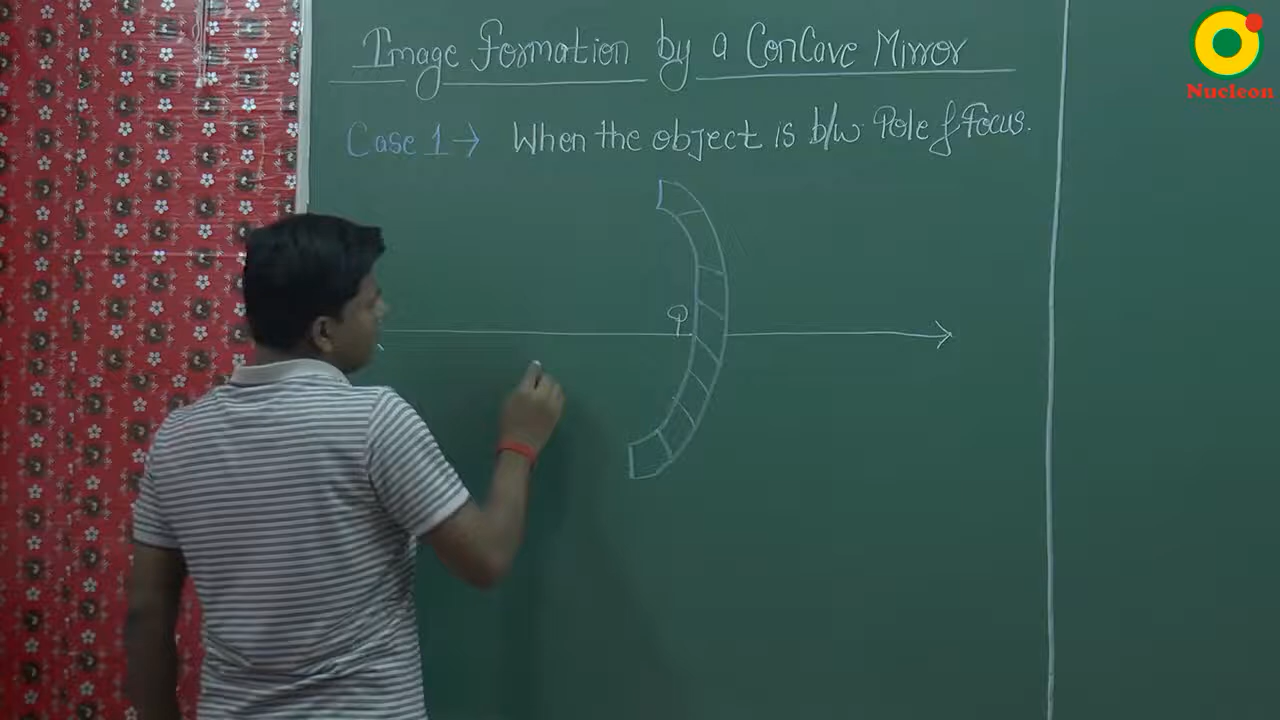 Image Formation by a Concave Mirror
Case 1→ When the object is b/w Pole & Focus.
P
Nucleon